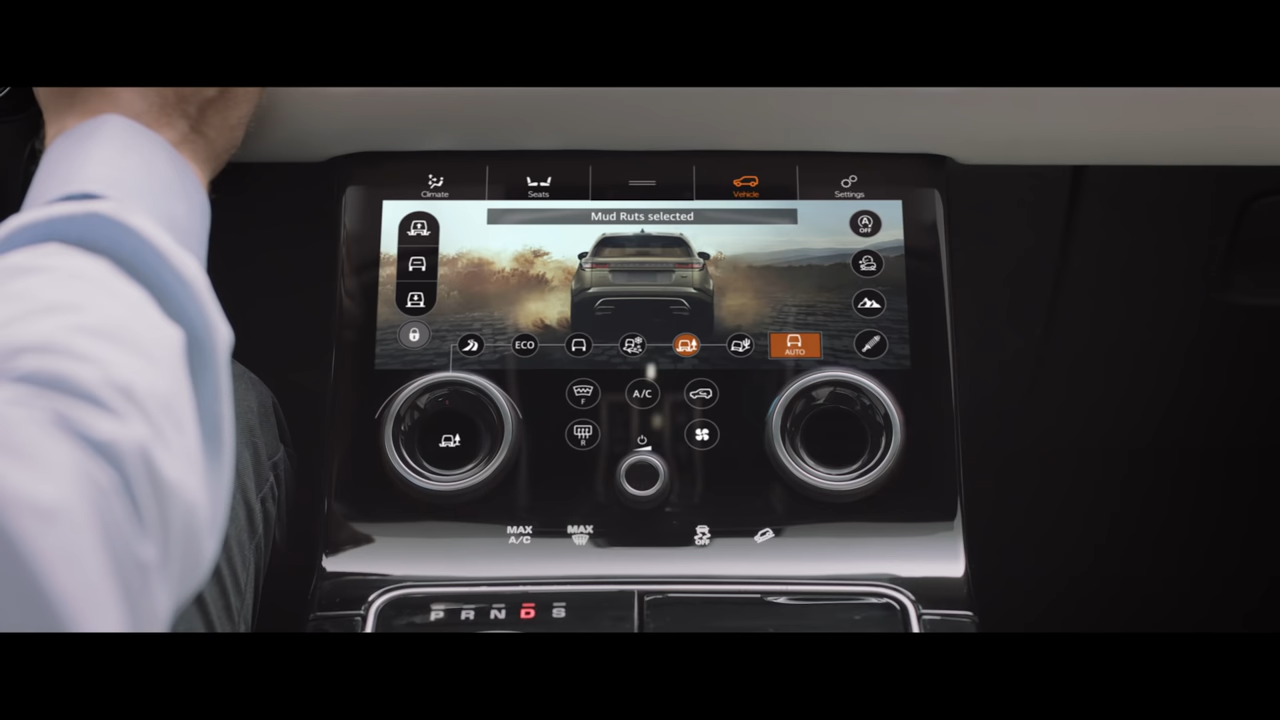 Climate
Seats
Vehicle
Settings
Mud Ruts selected
A
OFF
ECO
AUTO
F
A/C
R
MAX
A/C
MAX
OFF
P R N D S